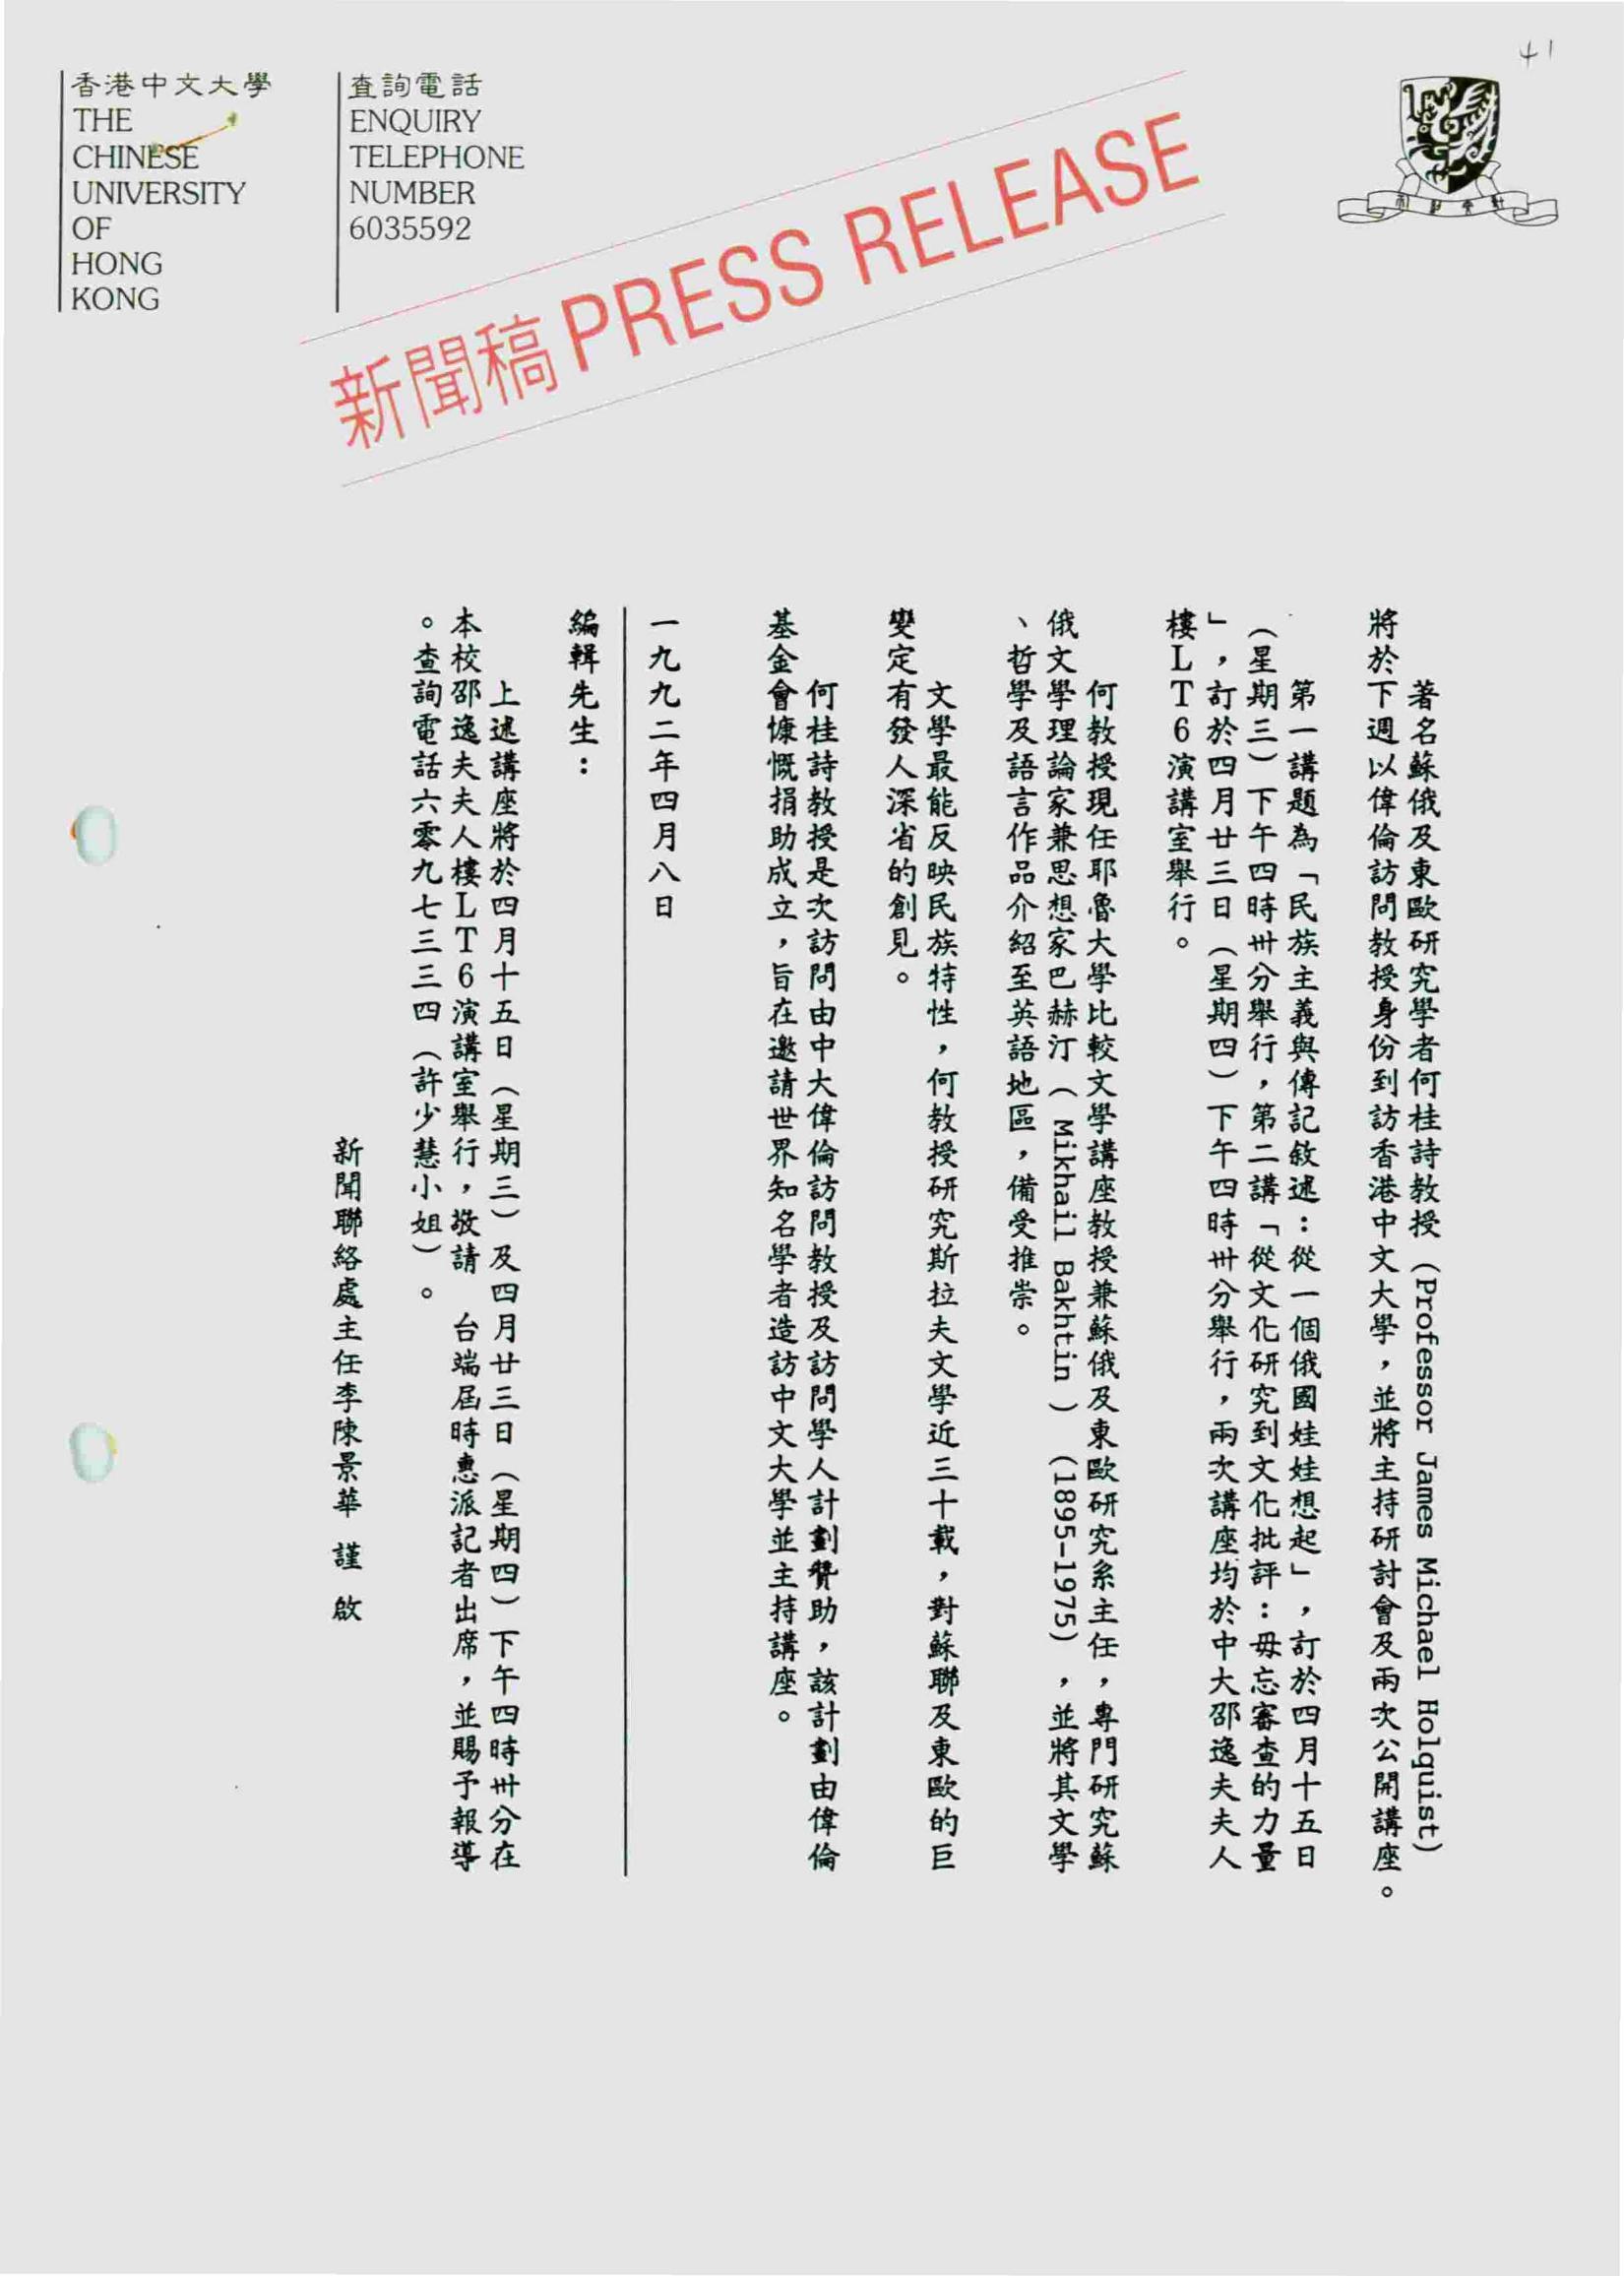 41
香港中文大學
THE
CHINESE
UNIVERSITY
OF
HONG
KONG
查詢電話
ENQUIRY
TELEPHONE
NUMBER
6035592
新聞稿 PRESS RELEASE
著名蘇俄及東歐研究學者何桂詩教授（Professor James Michael Holquist）
將於下週以偉倫訪問教授身份到訪香港中文大學，並將主持研討會及兩次公開講座。
第一講題為「民族主義與傳記敘述：從一個俄國娃娃想起」，訂於四月十五日
（星期三）下午四時卅分舉行，第二講「從文化研究到文化批評：毋忘審查的力量
」，訂於四月廿三日（星期四）下午四時卅分舉行，兩次講座均於中大邵逸夫夫人
樓LT6演講室舉行。
何教授現任耶魯大學比較文學講座教授兼蘇俄及東歐研究系主任，專門研究蘇
俄文學理論家兼思想家巴赫汀（Mikhail Bakhtin）（1895-1975），並將其文學
、哲學及語言作品介紹至英語地區，備受推崇。
文學最能反映民族特性，何教授研究斯拉夫文學近三十載，對蘇聯及東歐的巨
變定有發人深省的創見。
何桂詩教授是次訪問由中大偉倫訪問教授及訪問學人計劃贊助，該計劃由偉倫
基金會慷慨捐助成立，旨在邀請世界知名學者造訪中文大學並主持講座。
一九九二年四月八日
編輯先生：
上述講座將於四月十五日（星期三）及四月廿三日（星期四）下午四時卅分在
本校邵逸夫夫人樓LT6演講室舉行，敬請　台端屆時惠派記者出席，並賜予報導
。查詢電話六零九七三三四（許少慧小姐）。
新聞聯絡處主任李陳景華 謹 啟